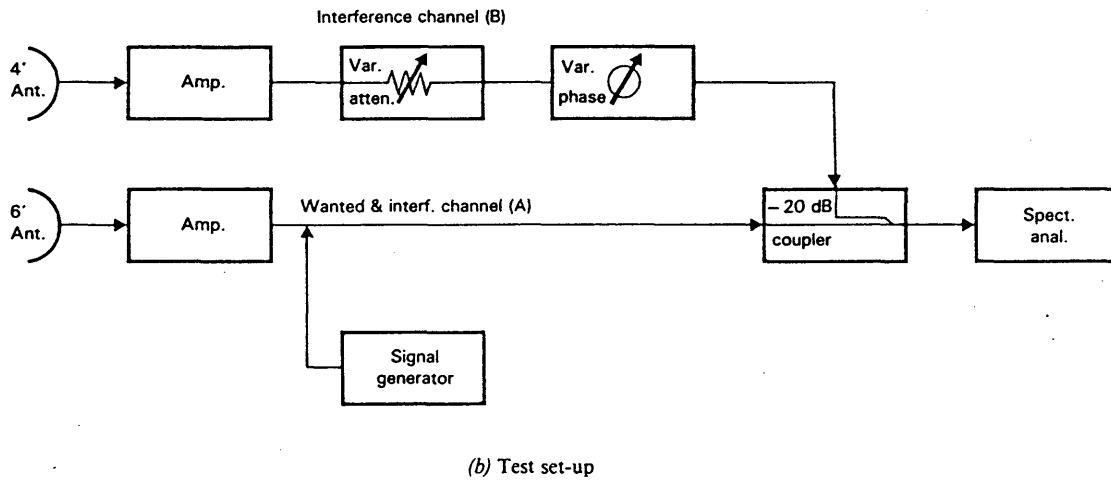 Interference channel (B)
4'
Ant.
Amp.
Var.
atten.
Var.
phase
6'
Ant.
Amp.
Wanted & interf. channel (A)
– 20 dB
coupler
Spect.
anal.
Signal
generator
(b) Test set-up